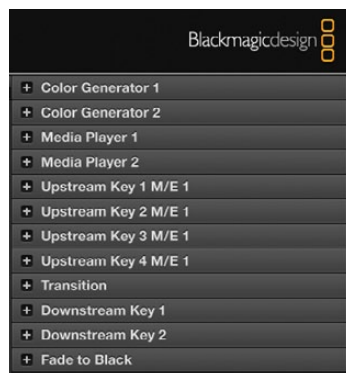 Blackmagicdesign
Color Generator 1
Color Generator 2
Media Player 1
Media Player 2
Upstream Key 1 M/E 1
Upstream Key 2 M/E 1
Upstream Key 3 M/E 1
Upstream Key 4 M/E 1
Transition
Downstream Key 1
Downstream Key 2
Fade to Black